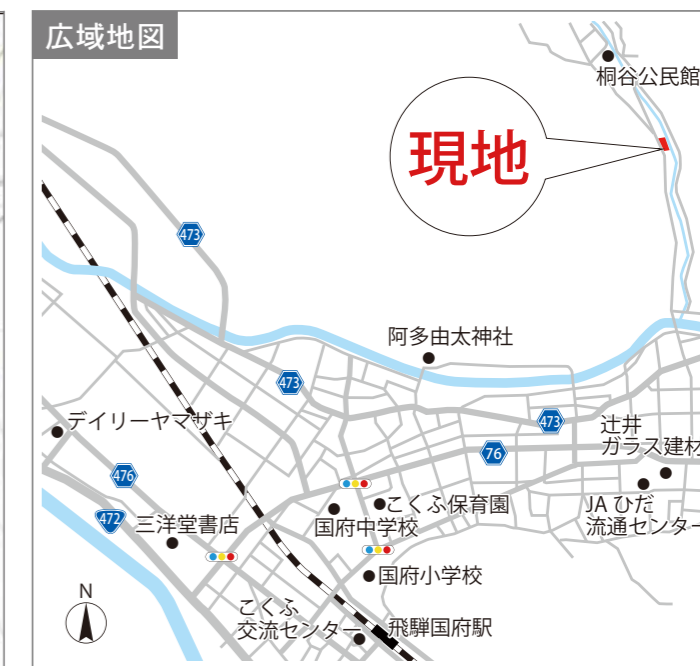 広域地図
桐谷公民館
現地
473
阿多由太神社
473
473
デイリーヤマザキ
76
辻井
ガラス建材
476
472
三洋堂書店
こくふ保育園
国府中学校
JAひだ
流通センター
国府小学校
N
こくふ
交流センター
飛騨国府駅